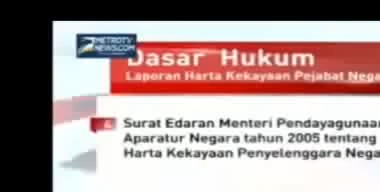 METROTV
NEWS.COM
Dasar Hukum
Laporan Harta Kekayaan Pejabat Nega
Surat Edaran Menteri Pendayagunaan
Aparatur Negara tahun 2005 tentang
Harta Kekayaan Penyelenggara Nega